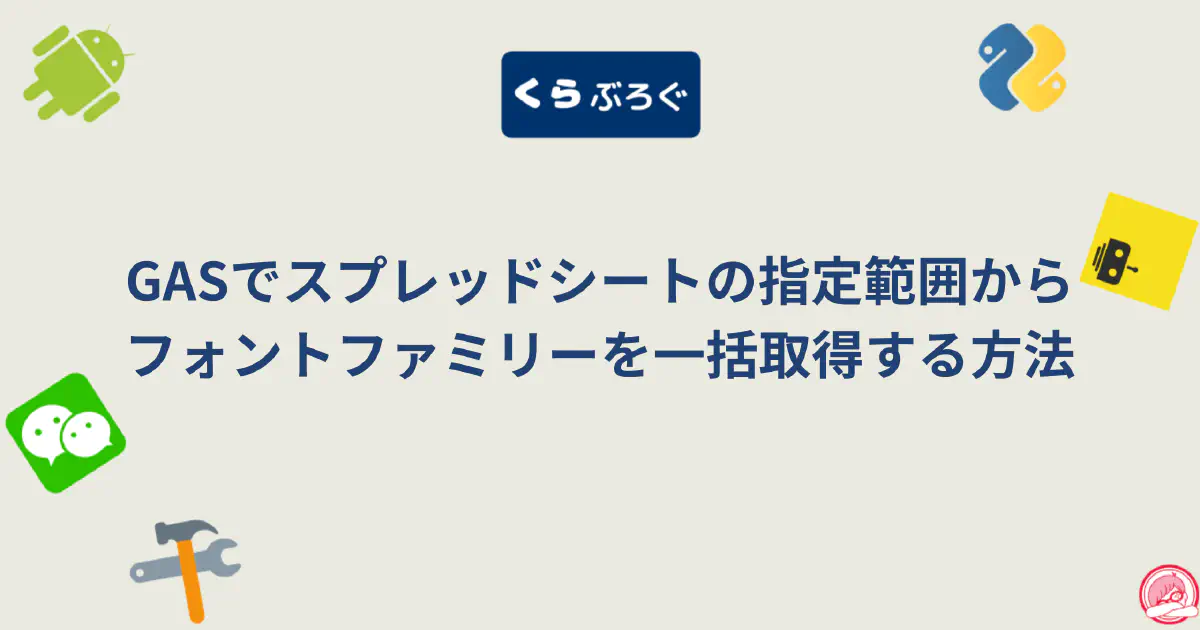 くらぶろぐ
GASでスプレッドシートの指定範囲から
フォントファミリーを一括取得する方法